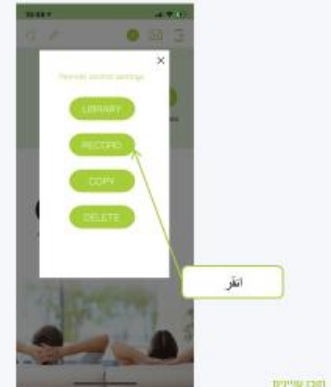 Remote control settings
LIBRARY
RECORD
COPY
DELETE
انقر